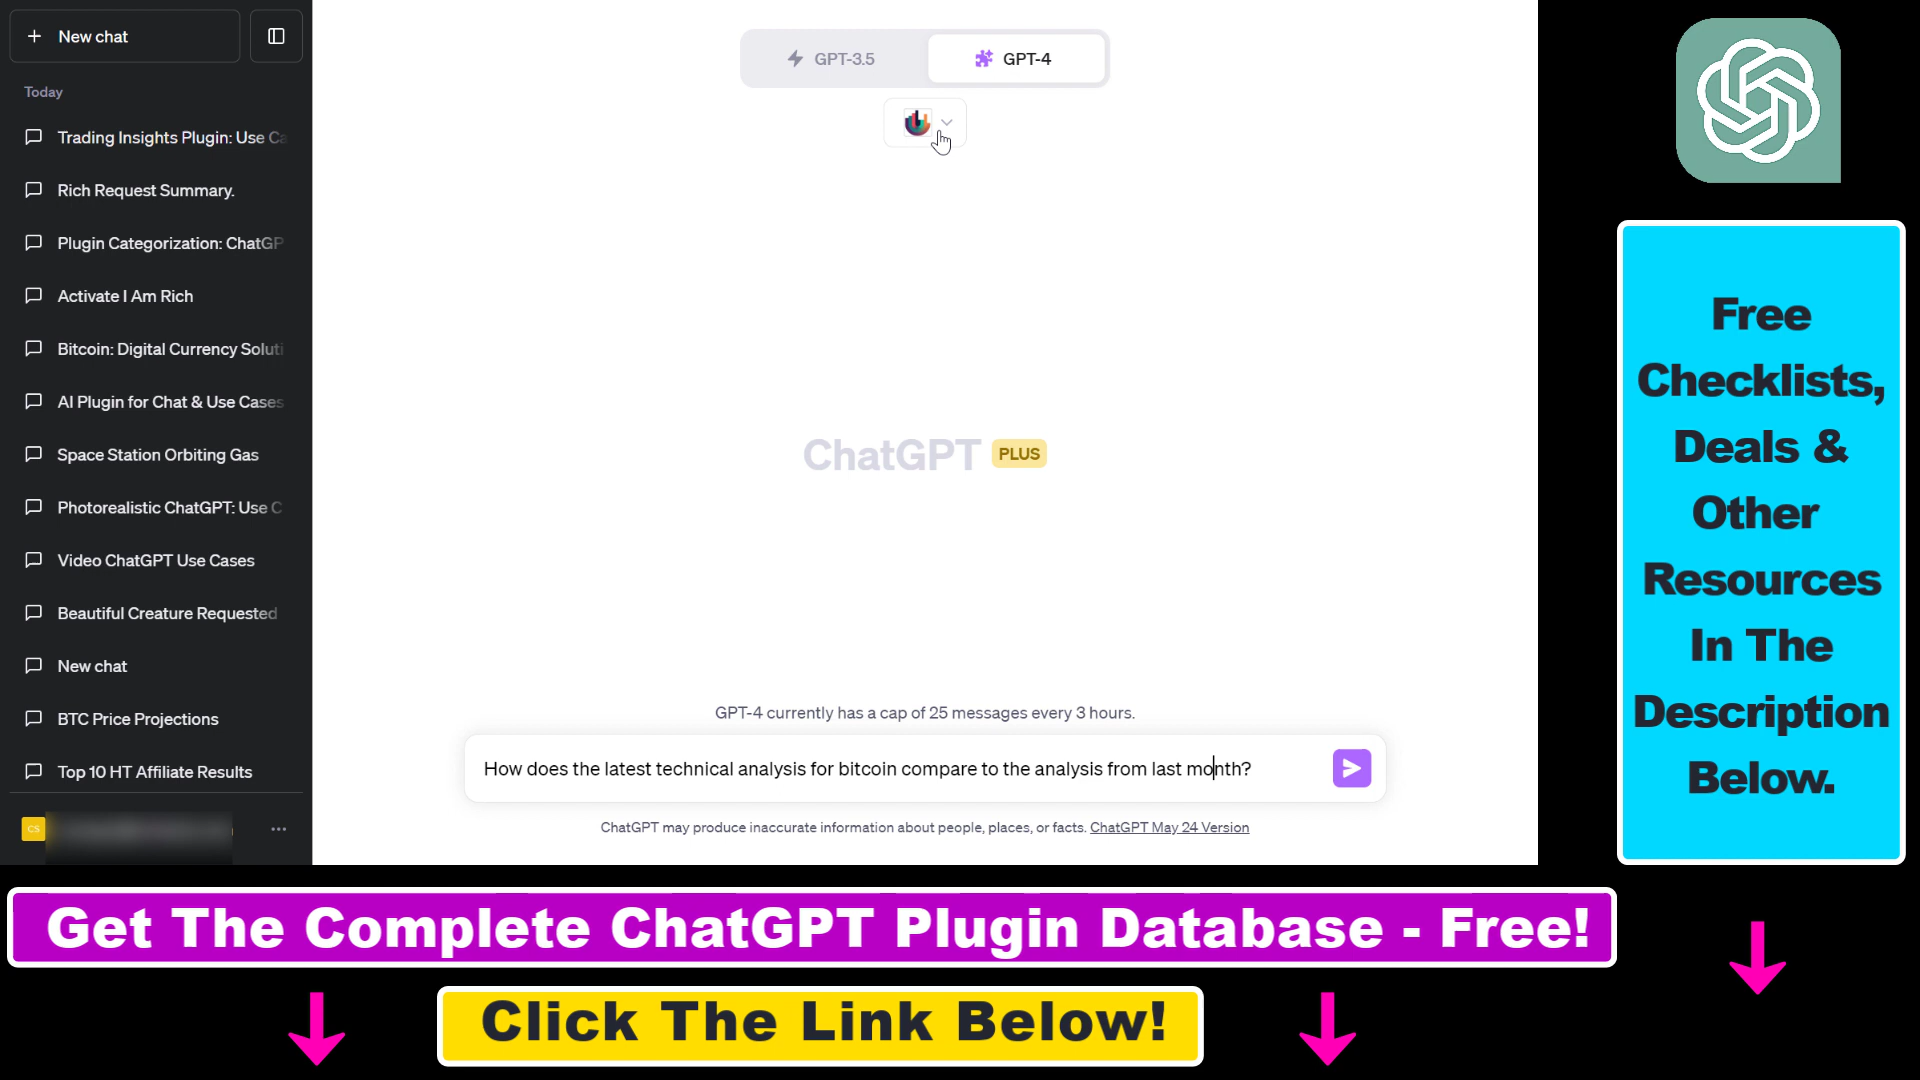 New chat
Today
Trading Insights Plugin: Use Ca
Rich Request Summary.
Plugin Categorization: ChatGP
Activate I Am Rich
Bitcoin: Digital Currency Soluti
AI Plugin for Chat & Use Cases
Space Station Orbiting Gas
Photorealistic ChatGPT: Use C
Video ChatGPT Use Cases
Beautiful Creature Requested
New chat
BTC Price Projections
Top 10 HT Affiliate Results
CS
GPT-3.5
GPT-4
ChatGPT PLUS
GPT-4 currently has a cap of 25 messages every 3 hours.
How does the latest technical analysis for bitcoin compare to the analysis from last month?
ChatGPT may produce inaccurate information about people, places, or facts. ChatGPT May 24 Version
Free
Checklists,
Deals &
Other
Resources
In The
Description
Below.
Get The Complete ChatGPT Plugin Database - Free!
Click The Link Below!